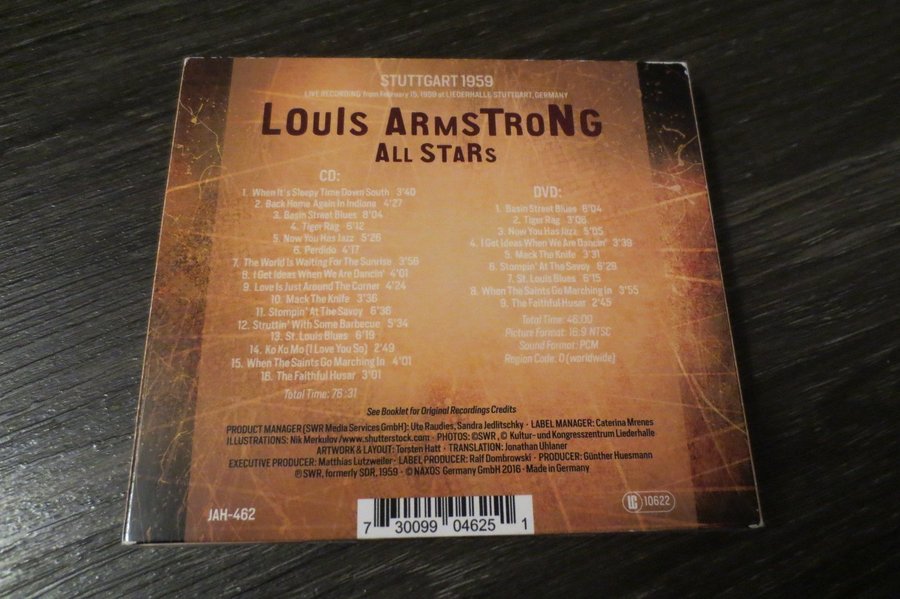 STUTTGART 1959
LIVE RECORDING from February 15, 1959 at LIEDERHALLE STUTTGART, GERMANY
LOUIS ARMSTRONG
ALL STARS
CD:
1. When It's Sleepy Time Down South 3'40
2. Back Home Again In Indiana 4'27
3. Basin Street Blues 8'04
4. Tiger Rag 6'12
5. Now You Has Jazz 5'26
6. Perdido 4'17
7. The World Is Waiting For The Sunrise 3'56
8. I Get Ideas When We Are Dancin' 4'01
9. Love Is Just Around The Corner 4'24
10. Mack The Knife 3'36
11. Stompin' At The Savoy 6'36
12. Struttin' With Some Barbecue 5'34
13. St. Louis Blues 6'19
14. Ko Ko Mo (I Love You So) 2'49
15. When The Saints Go Marching In 4'01
16. The Faithful Husar 3'01
Total Time: 78:31
DVD:
1. Basin Street Blues 8'04
2. Tiger Rag 3'06
3. Now You Has Jazz 5'05
4. I Get Ideas When We Are Dancin' 3'39
5. Mack The Knife 3'31
6. Stompin' At The Savoy 6'28
7. St. Louis Blues 6'15
8. When The Saints Go Marching In 3'55
9. The Faithful Husar 2'45
Total Time: 46:00
Picture Format: 16:9 NTSC
Sound Format: PCM
Region Code: 0 (worldwide)
See Booklet for Original Recordings Credits
PRODUCT MANAGER (SWR Media Services GmbH): Ute Raudies, Sandra Jedlitschky · LABEL MANAGER: Caterina Mrenes
ILLUSTRATIONS: Nik Merkulov/www.shutterstock.com · PHOTOS: ©SWR, © Kultur- und Kongresszentrum Liederhalle
ARTWORK & LAYOUT: Torsten Hatt · TRANSLATION: Jonathan Uhlaner
EXECUTIVE PRODUCER: Matthias Lutzweiler · LABEL PRODUCER: Ralf Dombrowski · PRODUCER: Günther Huesmann
℗ SWR, formerly SDR, 1959 · © NAXOS Germany GmbH 2016 · Made in Germany
JAH-462
7 30099 04625 1
LC 10622